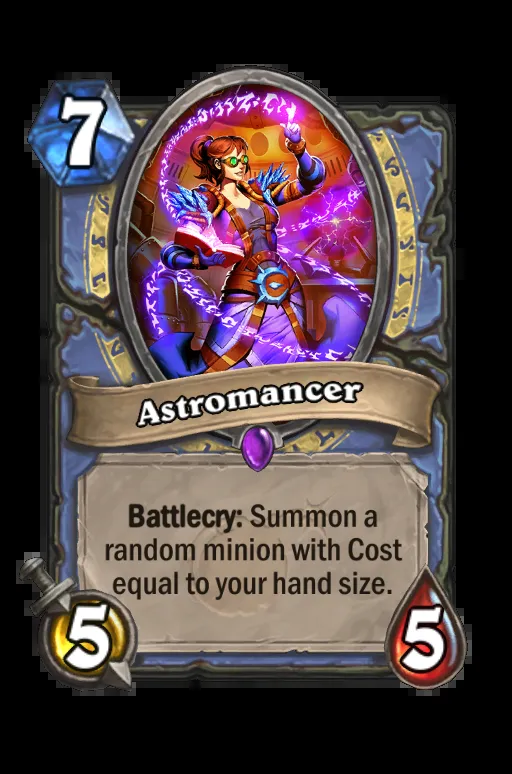 7
Astromancer
Battlecry: Summon a
random minion with Cost
equal to your hand size.
5
5